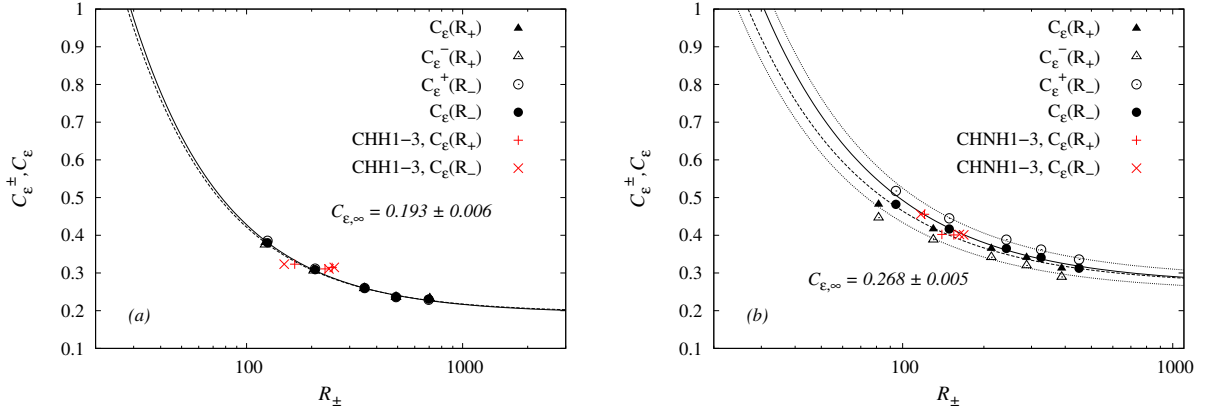 1
0.9
0.8
0.7
0.6
0.5
0.4
0.3
0.2
0.1
C_ε^±, C_ε
C_ε(R_+)
C_ε^−(R_+)
C_ε^+(R_−)
C_ε(R_−)
CHH1−3, C_ε(R_+)
CHH1−3, C_ε(R_−)
C_ε,∞ = 0.193 ± 0.006
(a)
100 1000
R_±
1
0.9
0.8
0.7
0.6
0.5
0.4
0.3
0.2
0.1
C_ε^±, C_ε
C_ε(R_+)
C_ε^−(R_+)
C_ε^+(R_−)
C_ε(R_−)
CHNH1−3, C_ε(R_+)
CHNH1−3, C_ε(R_−)
C_ε,∞ = 0.268 ± 0.005
(b)
100 1000
R_±